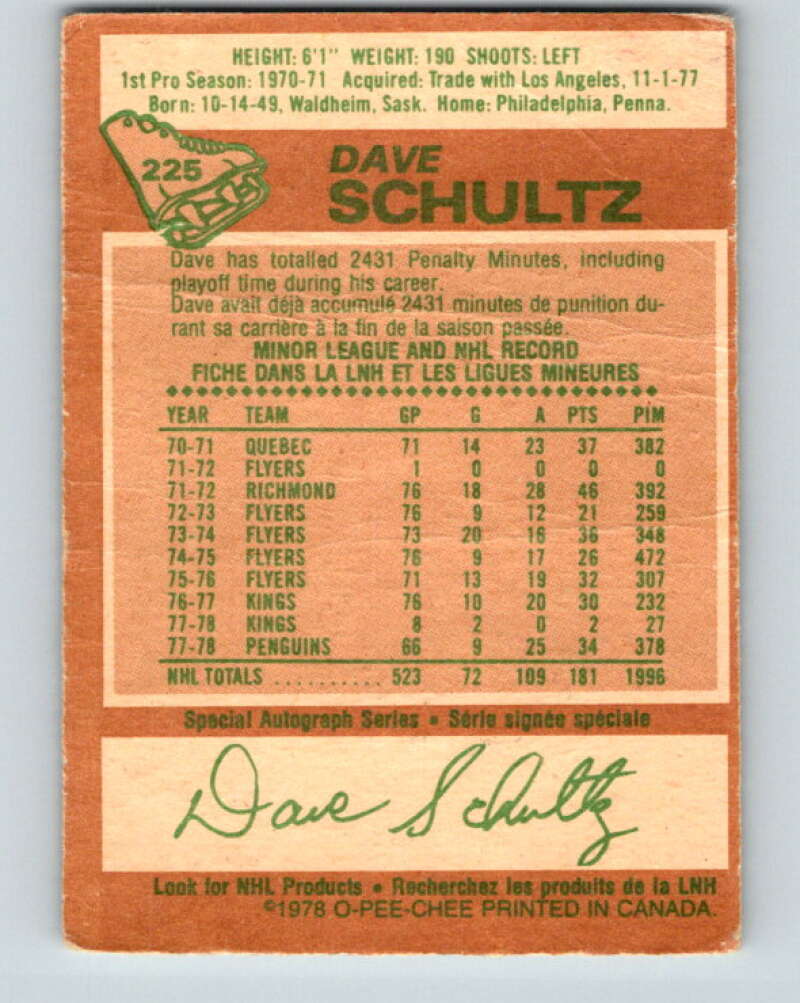 HEIGHT: 6'1" WEIGHT: 190 SHOOTS: LEFT
1st Pro Season: 1970-71 Acquired: Trade with Los Angeles, 11-1-77
Born: 10-14-49, Waldheim, Sask. Home: Philadelphia, Penna.
225
DAVE
SCHULTZ
Dave has totalled 2431 Penalty Minutes, including
playoff time during his career.
Dave avait déjà accumulé 2431 minutes de punition du-
rant sa carrière à la fin de la saison passée.
MINOR LEAGUE AND NHL RECORD
FICHE DANS LA LNH ET LES LIGUES MINEURES
YEAR TEAM GP G A PTS PIM
70-71 QUEBEC 71 14 23 37 382
71-72 FLYERS 1 0 0 0 0
71-72 RICHMOND 76 18 28 46 392
72-73 FLYERS 76 9 12 21 259
73-74 FLYERS 73 20 16 36 348
74-75 FLYERS 76 9 17 26 472
75-76 FLYERS 71 13 19 32 307
76-77 KINGS 76 10 20 30 232
77-78 KINGS 8 2 0 2 27
77-78 PENGUINS 66 9 25 34 378
NHL TOTALS .......... 523 72 109 181 1996
Special Autograph Series • Série signée spéciale
Dave Schultz
Look for NHL Products • Recherchez les produits de la LNH
©1978 O-PEE-CHEE PRINTED IN CANADA.